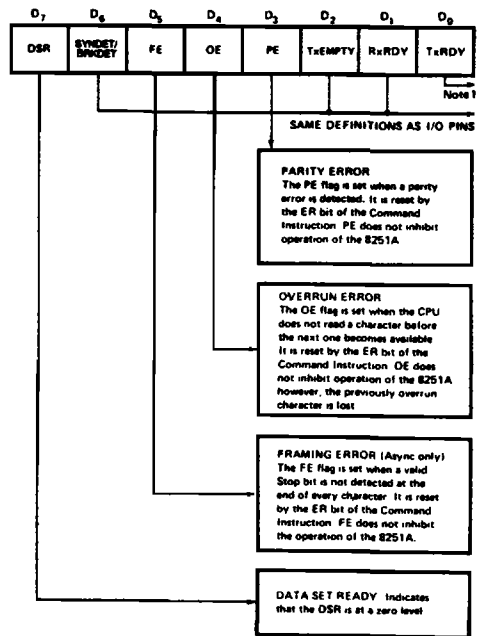 D7 D6 D5 D4 D3 D2 D1 D0
DSR SYNDET/BRKDET FE OE PE TxEMPTY RxRDY TxRDY
Note 1
SAME DEFINITIONS AS I/O PINS
PARITY ERROR
The PE flag is set when a parity
error is detected. It is reset by
the ER bit of the Command
Instruction PE does not inhibit
operation of the 8251A
OVERRUN ERROR
The OE flag is set when the CPU
does not read a character before
the next one becomes available
It is reset by the ER bit of the
Command Instruction OE does
not inhibit operation of the 8251A
however, the previously overrun
character is lost
FRAMING ERROR (Async only)
The FE flag is set when a valid
Stop bit is not detected at the
end of every character It is reset
by the ER bit of the Command
Instruction FE does not inhibit
the operation of the 8251A.
DATA SET READY Indicates
that the DSR is at a zero level